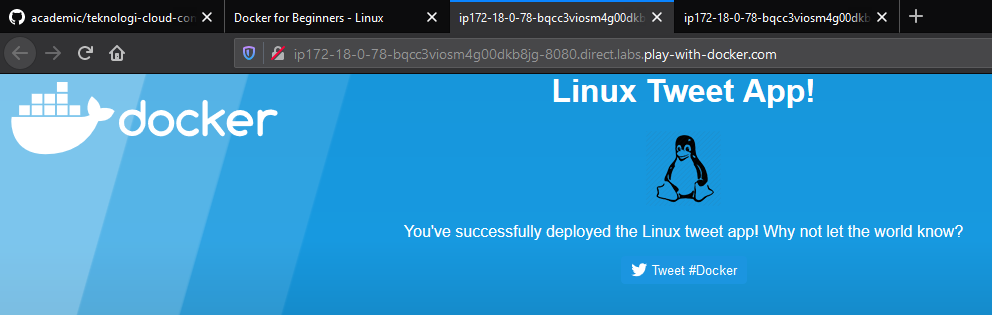 academic/teknologi-cloud-con
Docker for Beginners - Linux
ip172-18-0-78-bqcc3viosm4g00dkb
ip172-18-0-78-bqcc3viosm4g00dkb
ip172-18-0-78-bqcc3viosm4g00dkb8jg-8080.direct.labs.play-with-docker.com
docker
Linux Tweet App!
You've successfully deployed the Linux tweet app! Why not let the world know?
Tweet #Docker